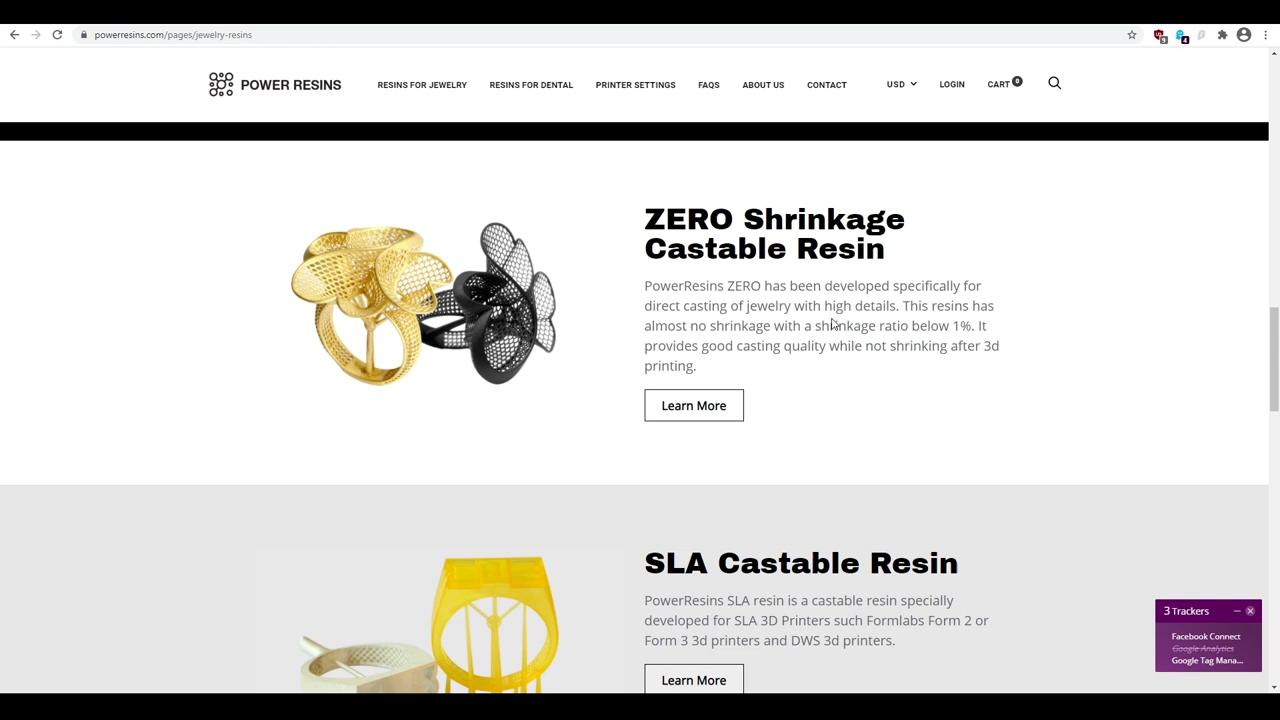 powerresins.com/pages/jewelry-resins
9
4
POWER RESINS
RESINS FOR JEWELRY
RESINS FOR DENTAL
PRINTER SETTINGS
FAQS
ABOUT US
CONTACT
USD
LOGIN
CART 0
ZERO Shrinkage
Castable Resin
PowerResins ZERO has been developed specifically for
direct casting of jewelry with high details. This resins has
almost no shrinkage with a shrinkage ratio below 1%. It
provides good casting quality while not shrinking after 3d
printing.
Learn More
SLA Castable Resin
PowerResins SLA resin is a castable resin specially
developed for SLA 3D Printers such Formlabs Form 2 or
Form 3 3d printers and DWS 3d printers.
Learn More
3 Trackers
Facebook Connect
Google Analytics
Google Tag Mana...